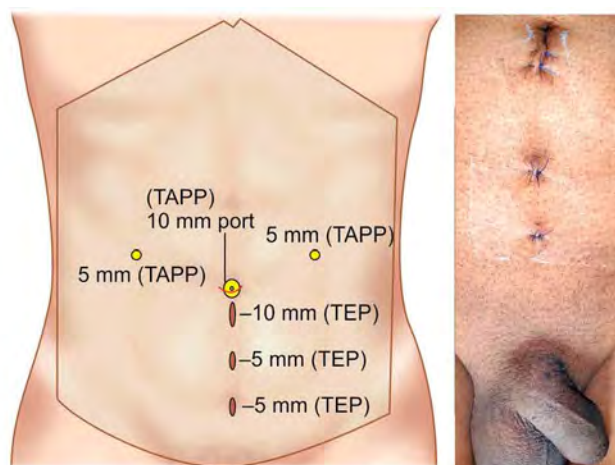 (TAPP)
10 mm port
5 mm (TAPP)
5 mm (TAPP)
–10 mm (TEP)
–5 mm (TEP)
–5 mm (TEP)